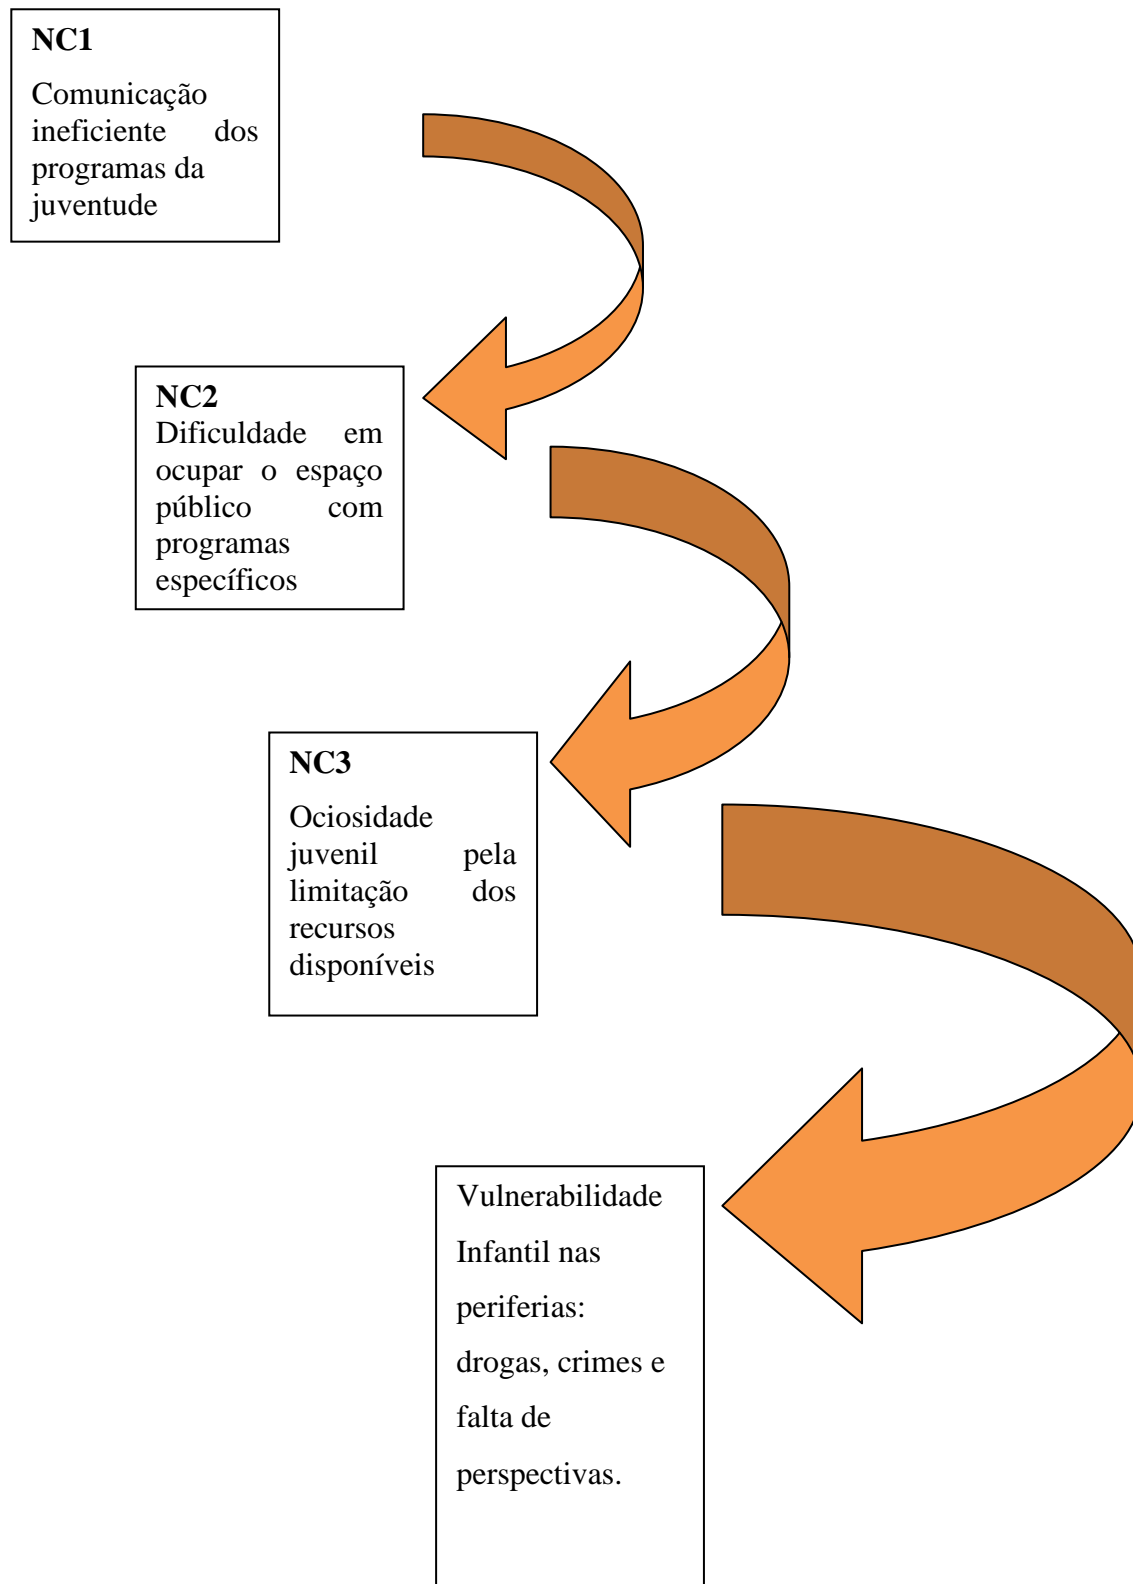 NC1
Comunicação
ineficiente dos
programas da
juventude
NC2
Dificuldade em
ocupar o espaço
público com
programas
específicos
NC3
Ociosidade
juvenil pela
limitação dos
recursos
disponíveis
Vulnerabilidade
Infantil nas
periferias:
drogas, crimes e
falta de
perspectivas.